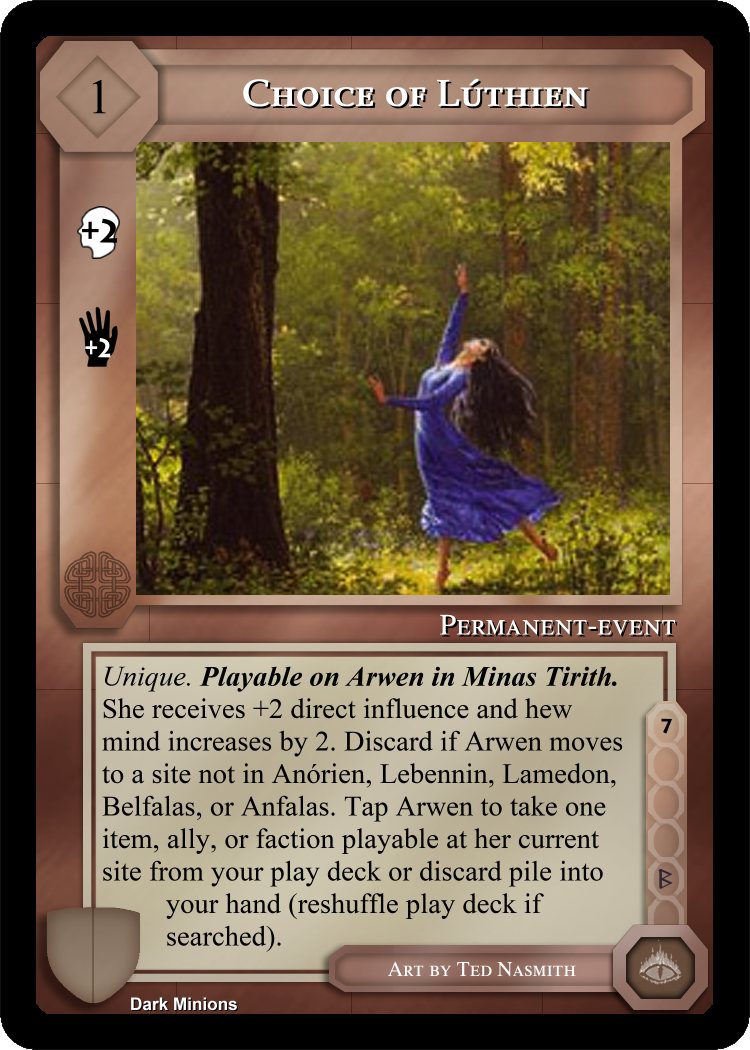 1
Choice of Lúthien
+2
+2
Permanent-event
Unique. Playable on Arwen in Minas Tirith.
She receives +2 direct influence and hew
mind increases by 2. Discard if Arwen moves
to a site not in Anórien, Lebennin, Lamedon,
Belfalas, or Anfalas. Tap Arwen to take one
item, ally, or faction playable at her current
site from your play deck or discard pile into
your hand (reshuffle play deck if
searched).
7
ᛒ
Art by Ted Nasmith
Dark Minions